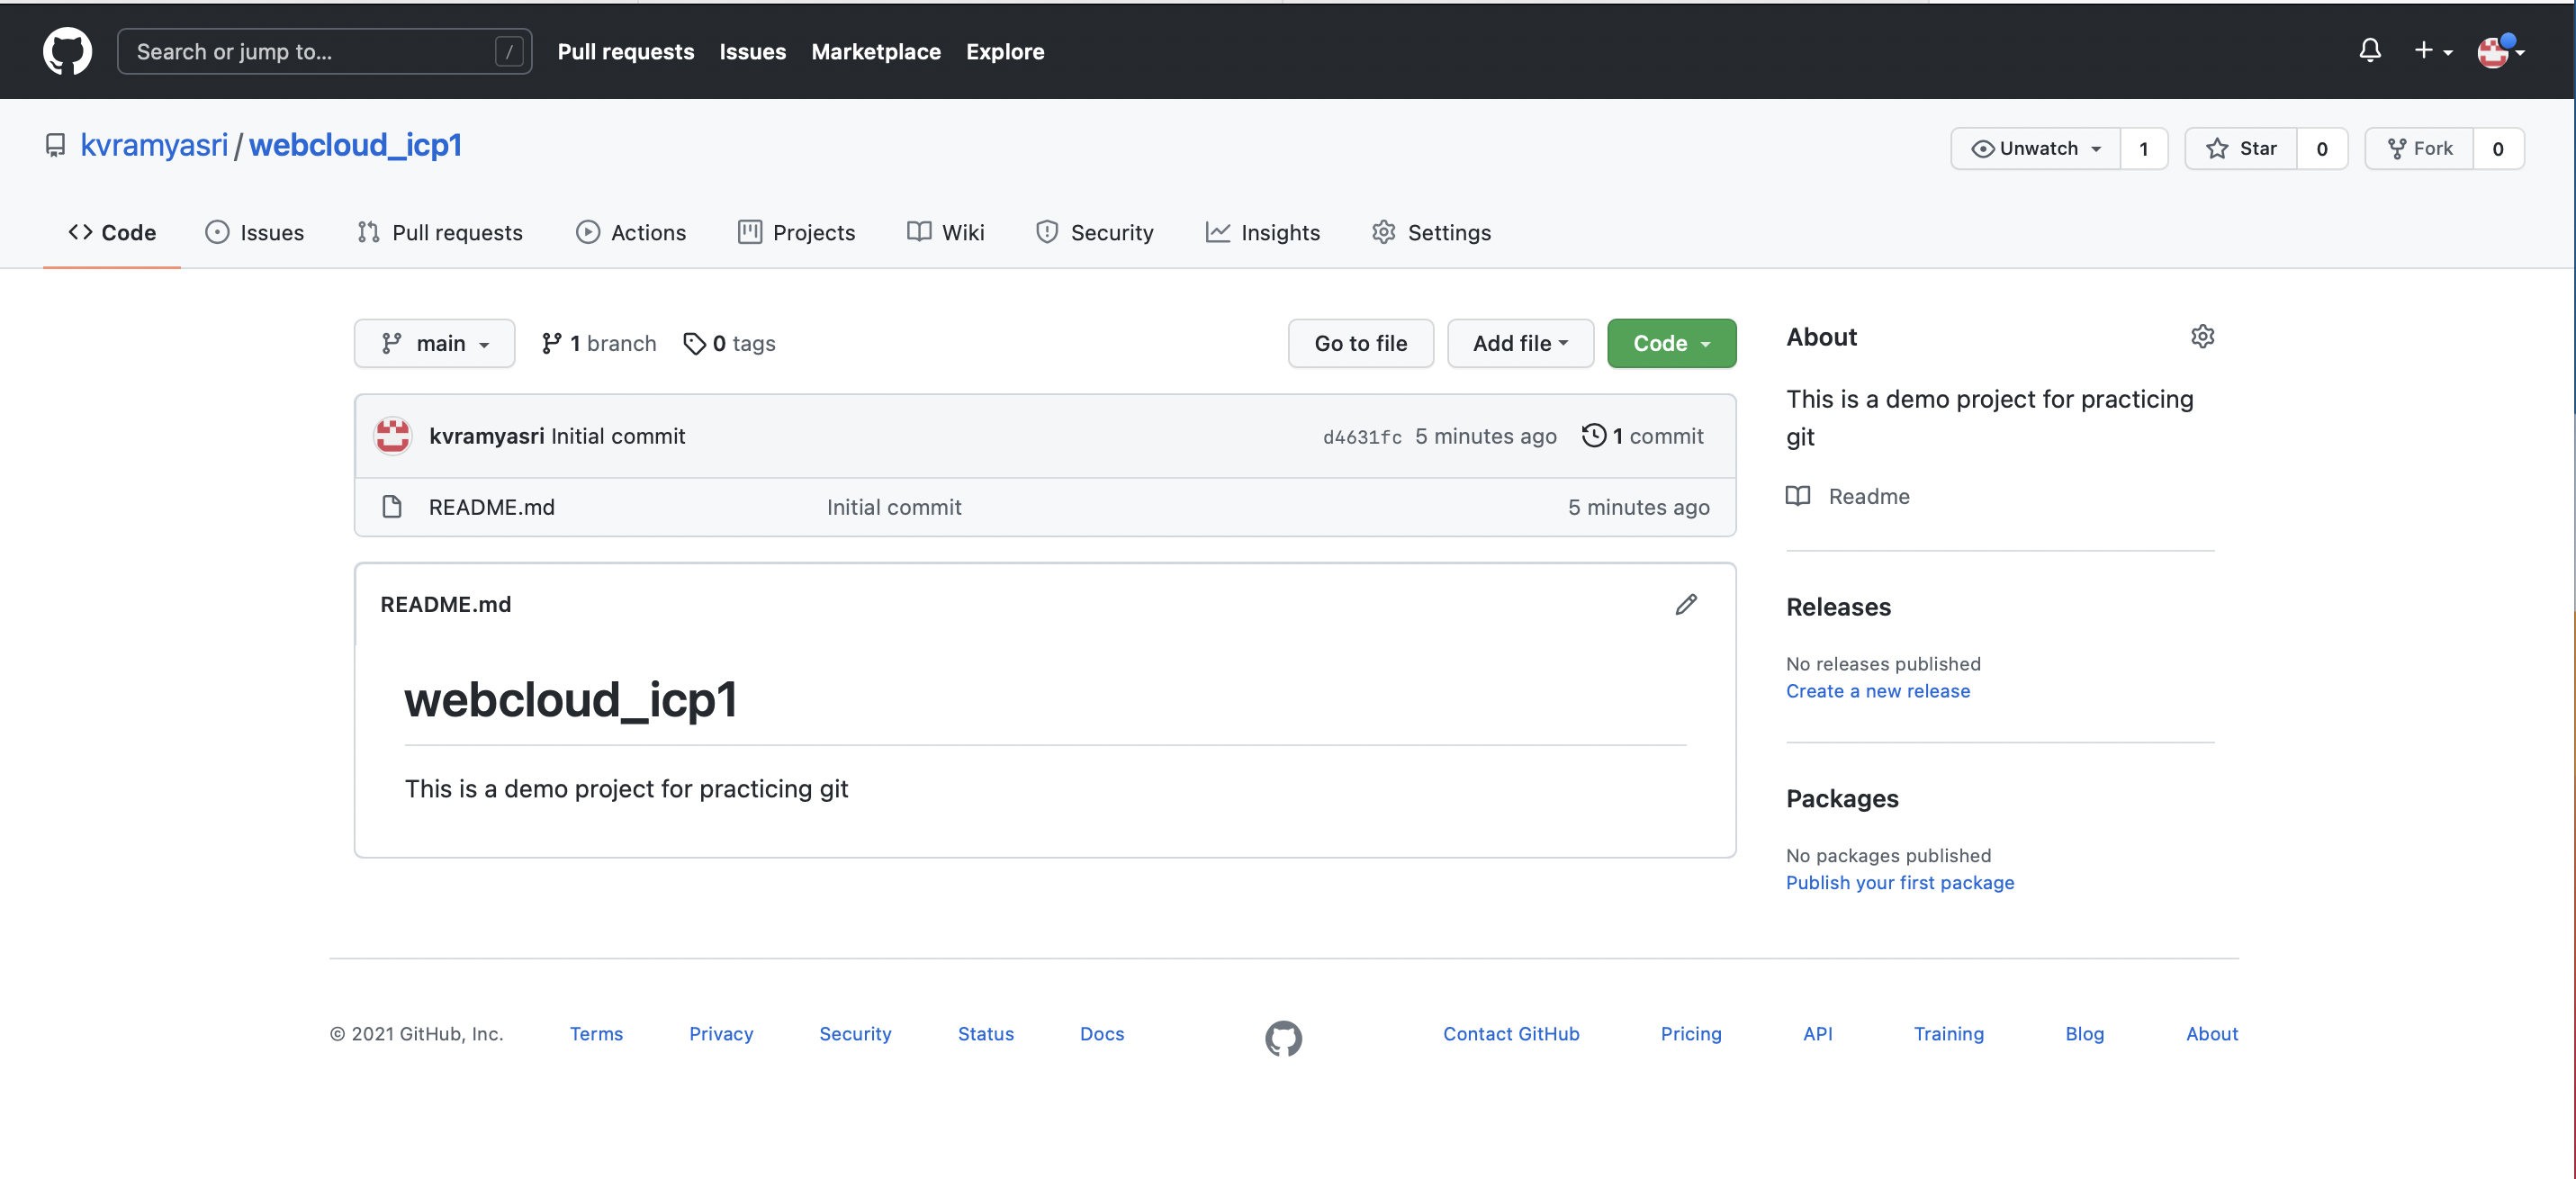 Search or jump to... /
Pull requests Issues Marketplace Explore
kvramyasri / webcloud_icp1
Unwatch 1 Star 0 Fork 0
Code Issues Pull requests Actions Projects Wiki Security Insights Settings
main 1 branch 0 tags
Go to file Add file Code
kvramyasri Initial commit d4631fc 5 minutes ago 1 commit
README.md Initial commit 5 minutes ago
README.md
webcloud_icp1
This is a demo project for practicing git
About
This is a demo project for practicing
git
Readme
Releases
No releases published
Create a new release
Packages
No packages published
Publish your first package
© 2021 GitHub, Inc. Terms Privacy Security Status Docs Contact GitHub Pricing API Training Blog About